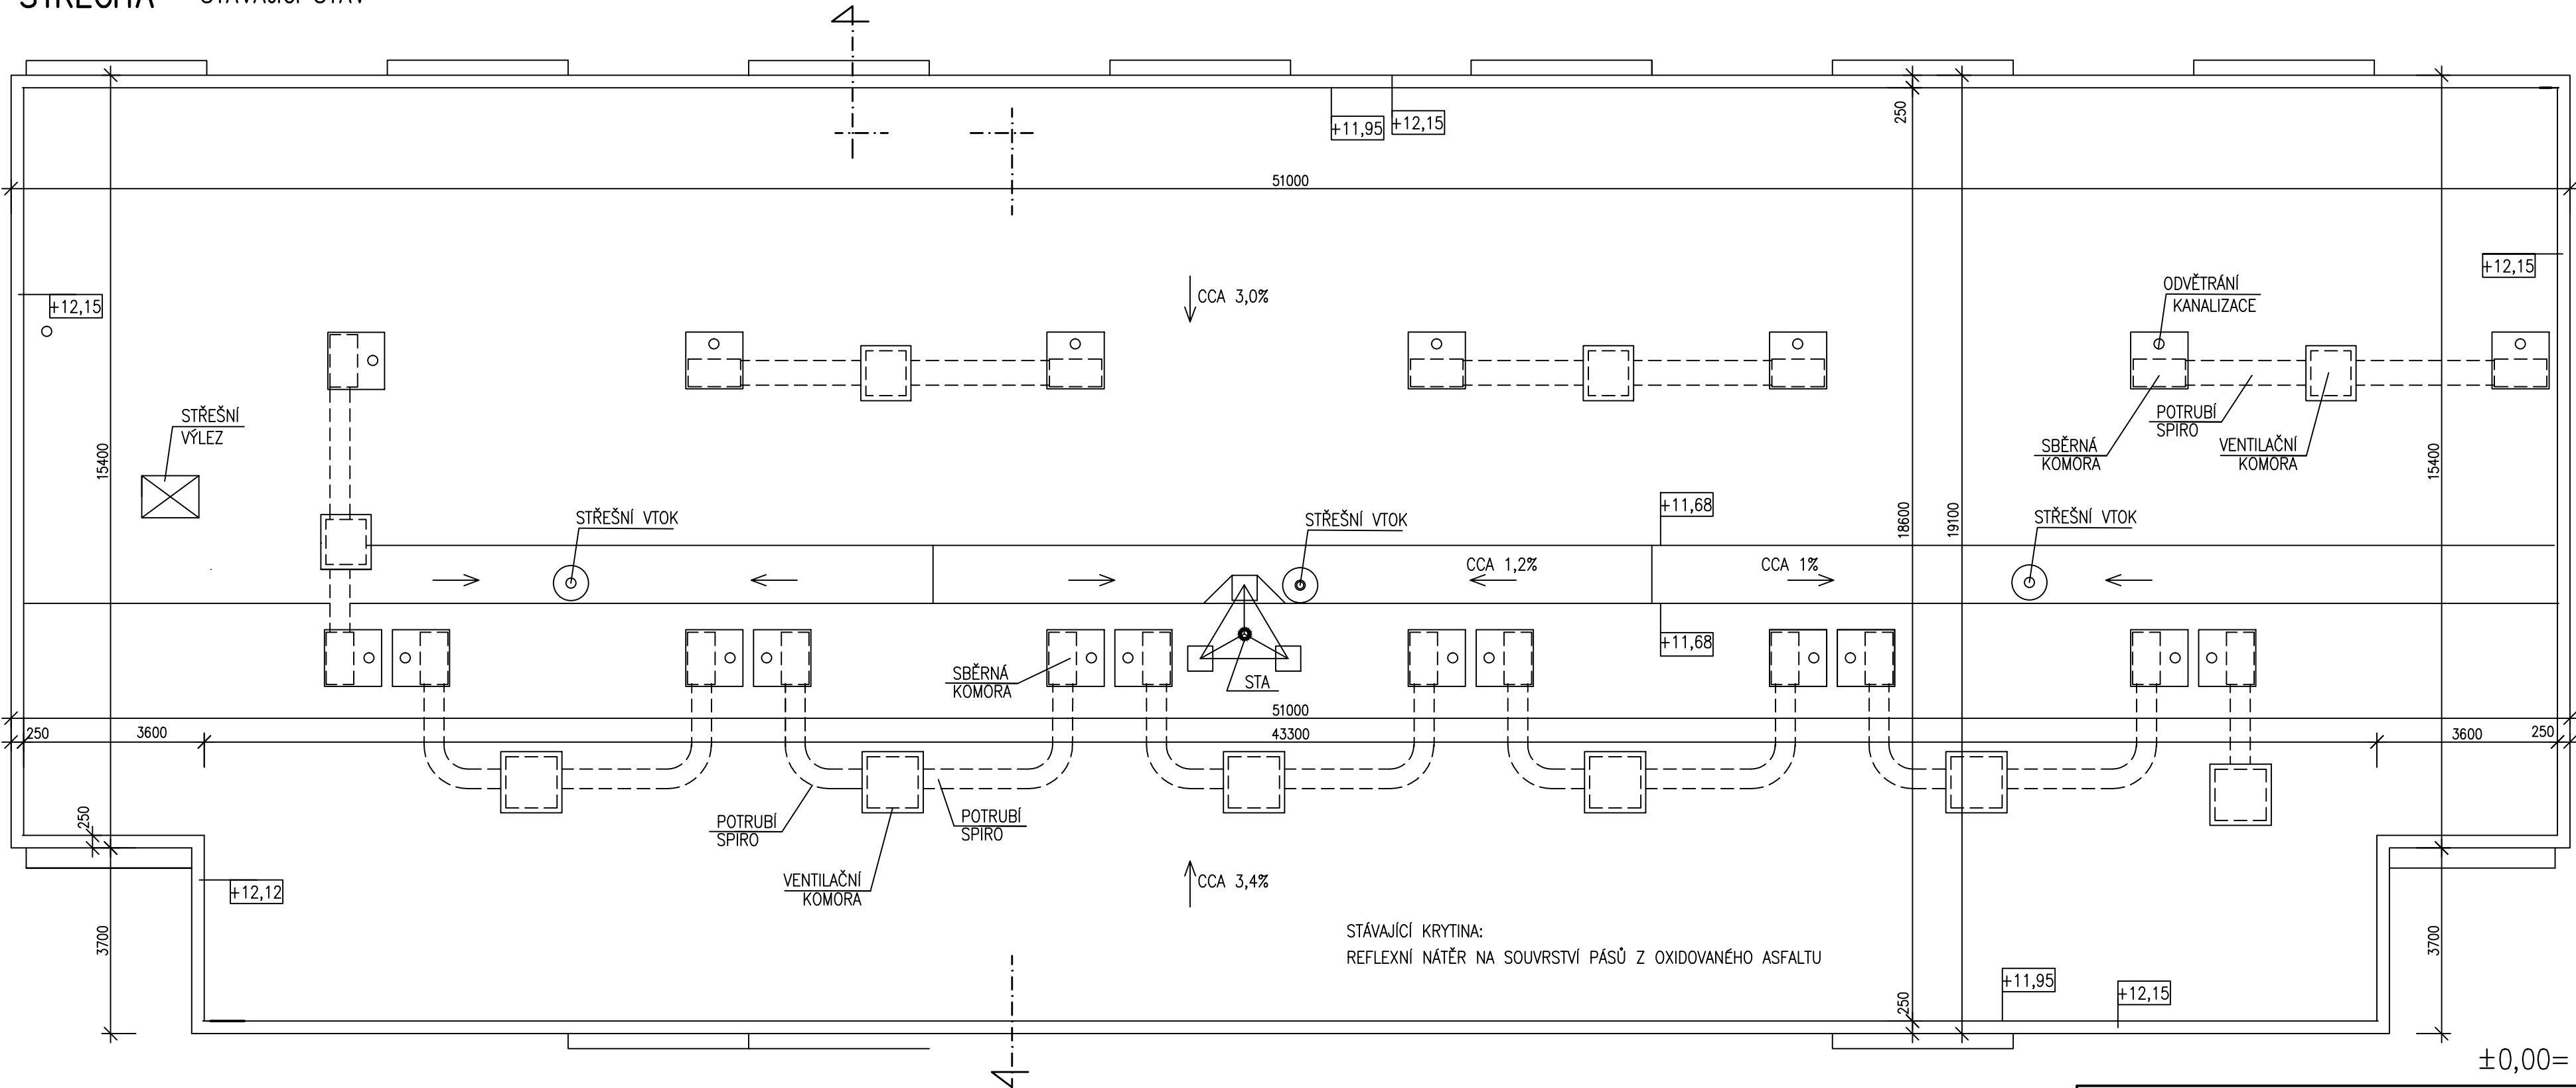 STŘECHA STÁVAJÍCÍ STAV
+11,95
+12,15
250
51000
+12,15
+12,15
CCA 3,0%
ODVĚTRÁNÍ
KANALIZACE
STŘEŠNÍ
VÝLEZ
15400
POTRUBÍ
SPIRO
SBĚRNÁ
KOMORA
VENTILAČNÍ
KOMORA
15400
+11,68
18600
19100
STŘEŠNÍ VTOK
STŘEŠNÍ VTOK
STŘEŠNÍ VTOK
CCA 1,2%
CCA 1%
+11,68
SBĚRNÁ
KOMORA
STA
51000
250
3600
43300
3600
250
250
POTRUBÍ
SPIRO
POTRUBÍ
SPIRO
VENTILAČNÍ
KOMORA
CCA 3,4%
+12,12
3700
STÁVAJÍCÍ KRYTINA:
REFLEXNÍ NÁTĚR NA SOUVRSTVÍ PÁSŮ Z OXIDOVANÉHO ASFALTU
3700
250
+11,95
+12,15
±0,00=